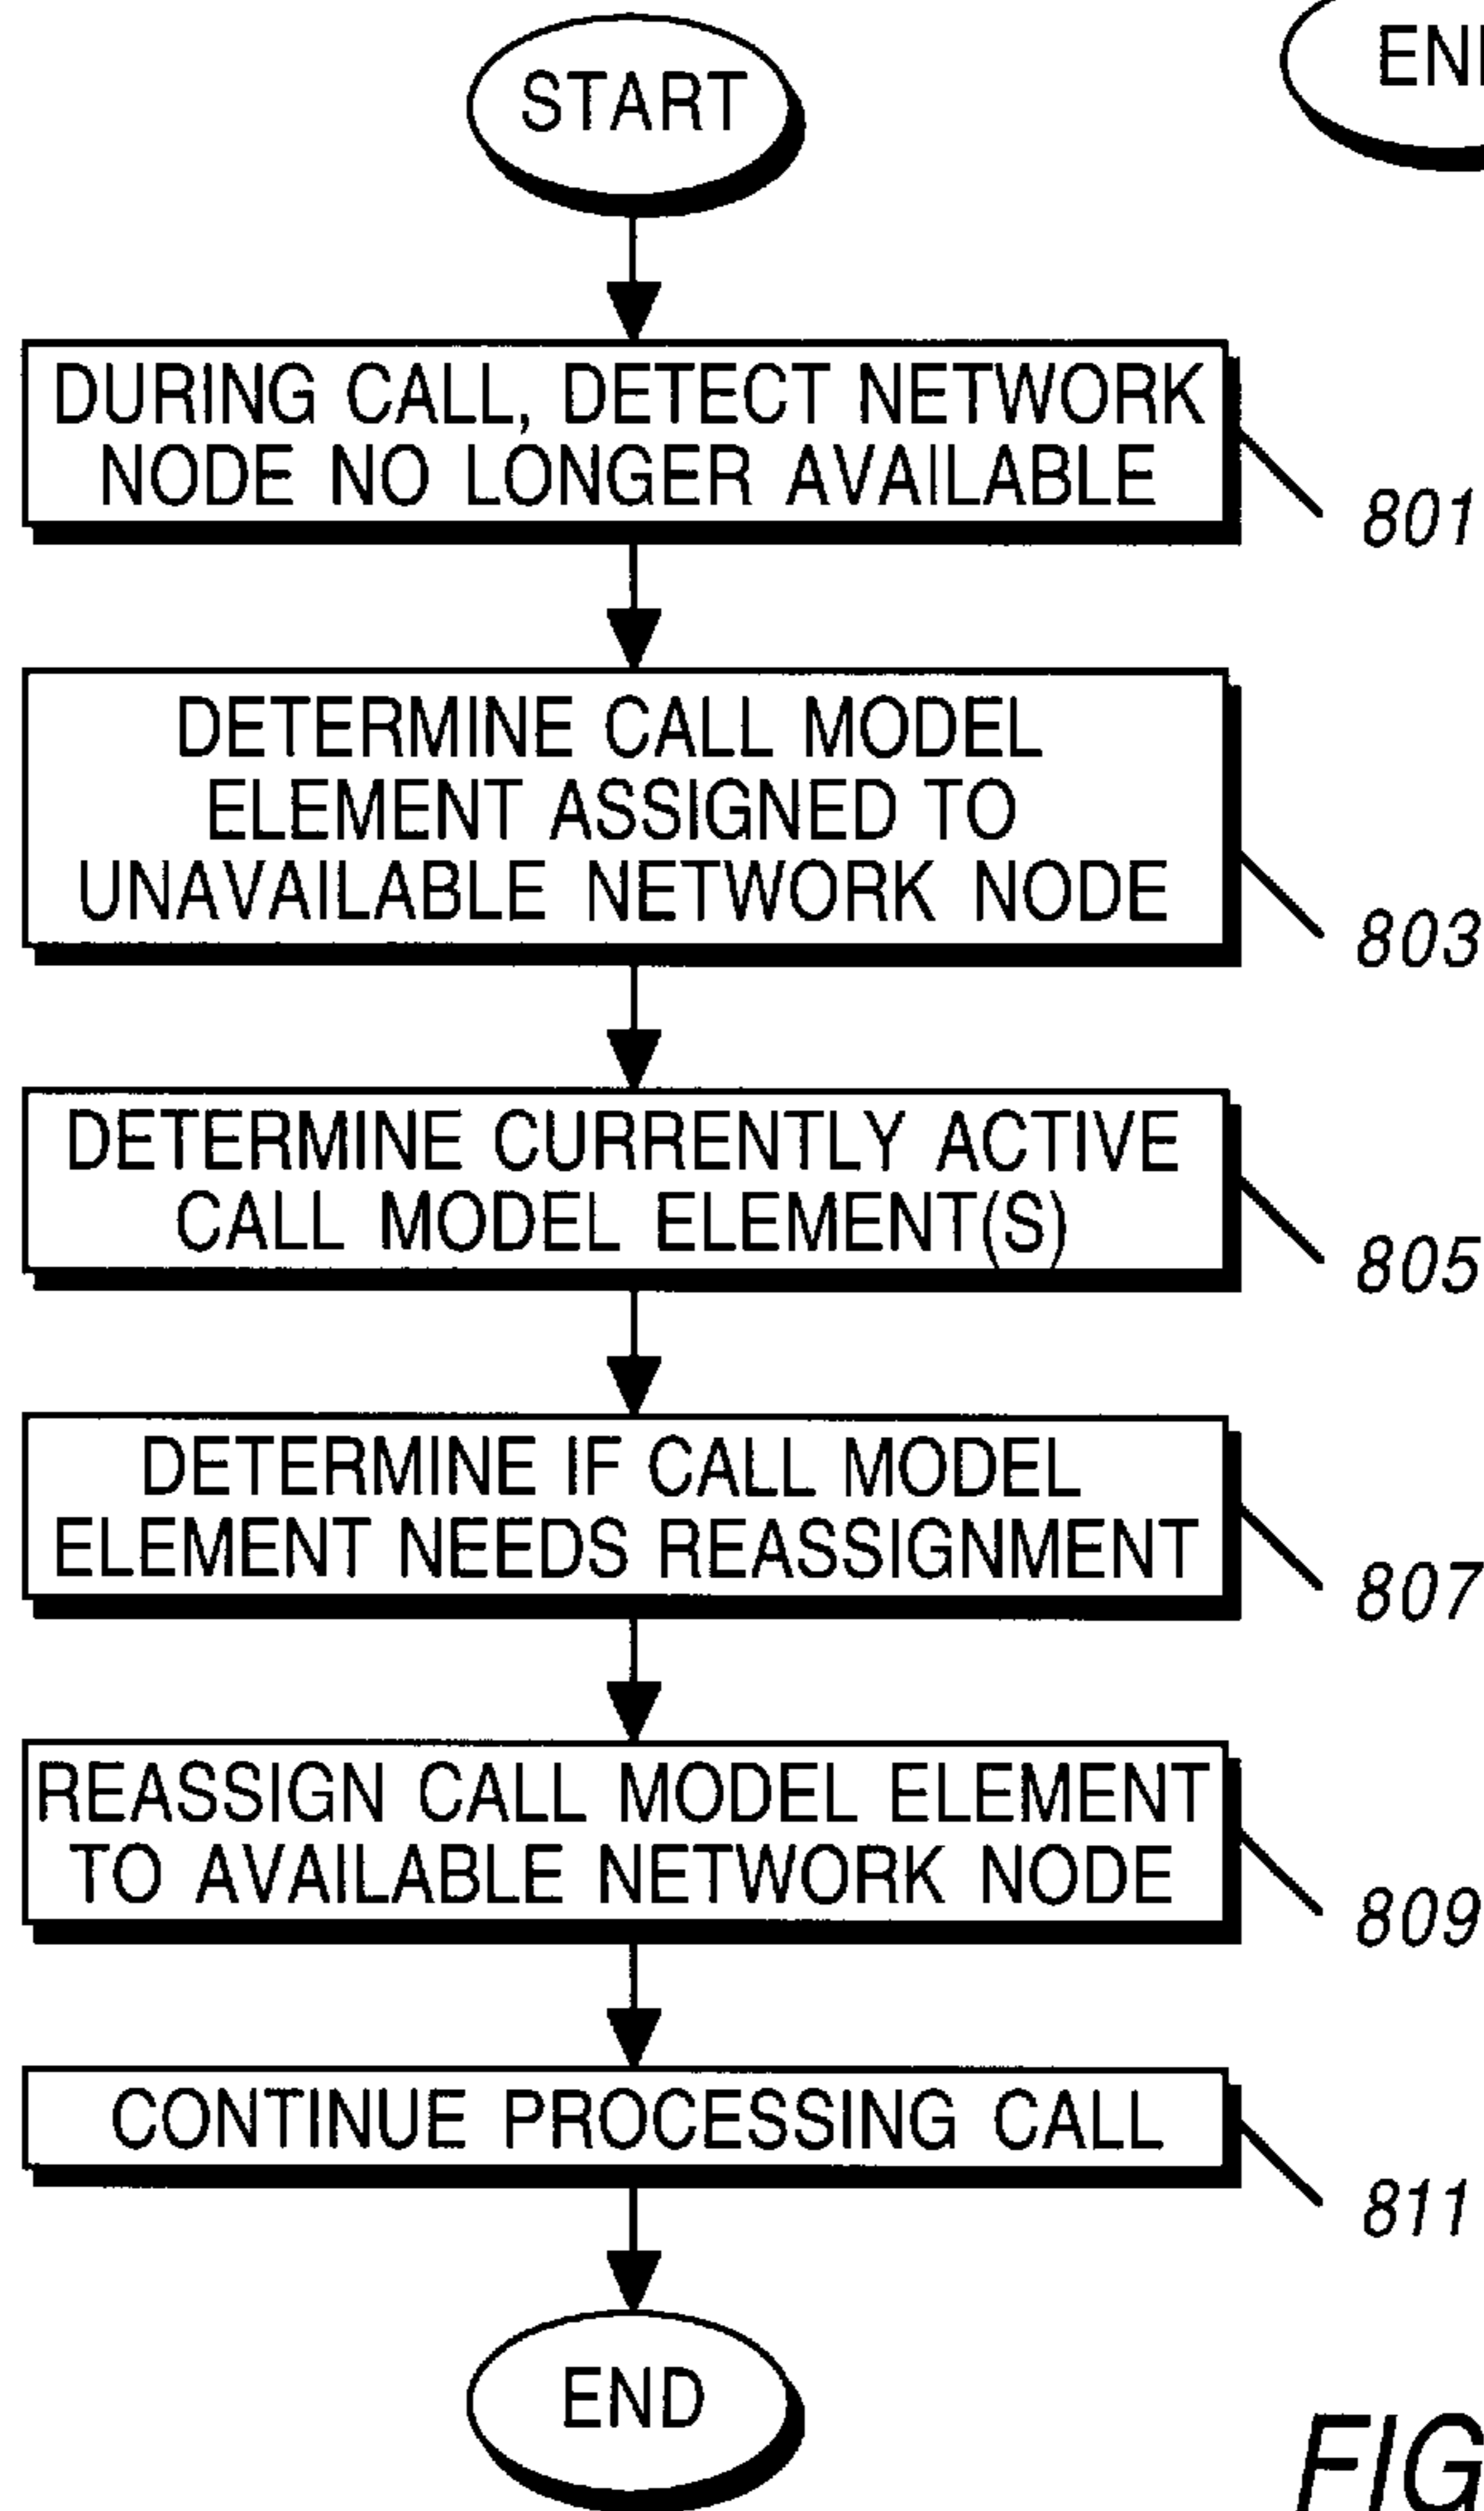 START
DURING CALL, DETECT NETWORK
NODE NO LONGER AVAILABLE
801
DETERMINE CALL MODEL
ELEMENT ASSIGNED TO
UNAVAILABLE NETWORK NODE
803
DETERMINE CURRENTLY ACTIVE
CALL MODEL ELEMENT(S)
805
DETERMINE IF CALL MODEL
ELEMENT NEEDS REASSIGNMENT
807
REASSIGN CALL MODEL ELEMENT
TO AVAILABLE NETWORK NODE
809
CONTINUE PROCESSING CALL
811
END
FIG